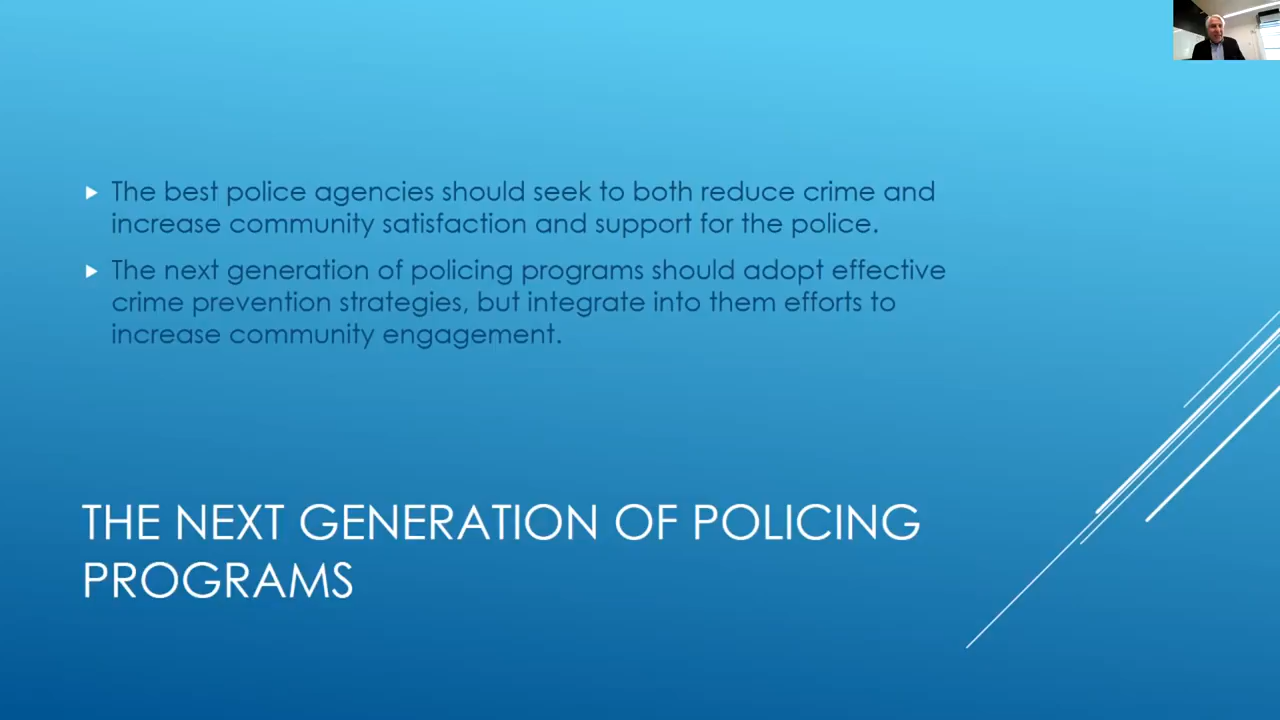 The best police agencies should seek to both reduce crime and
increase community satisfaction and support for the police.
The next generation of policing programs should adopt effective
crime prevention strategies, but integrate into them efforts to
increase community engagement.
THE NEXT GENERATION OF POLICING
PROGRAMS